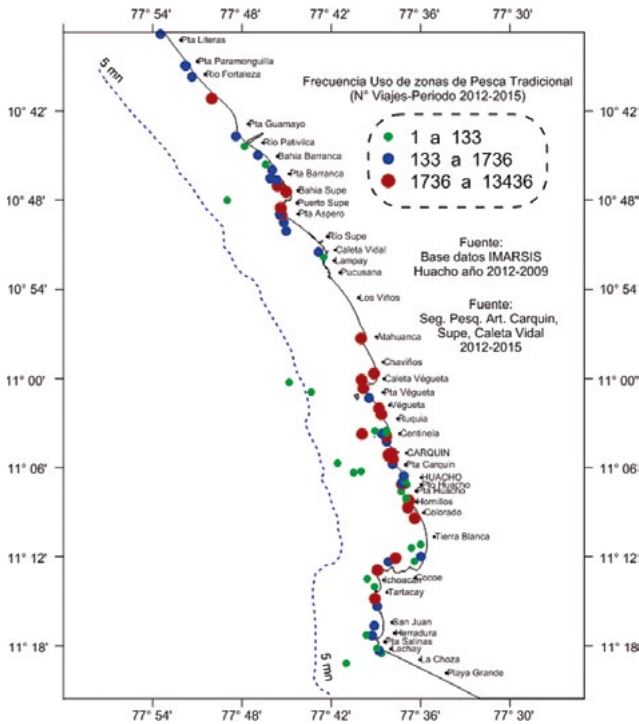 77° 54' 77° 48' 77° 42' 77° 36' 77° 30'
5 mn
Pta Literas
Pta Paramonguilla
Rio Fortaleza
Frecuencia Uso de zonas de Pesca Tradicional
(N° Viajes-Periodo 2012-2015)
1 a 133
133 a 1736
1736 a 13436
10° 42' 10° 42'
Pta Guamayo
Río Pativilca
Bahia Barranca
Pta Barranca
10° 48' 10° 48'
Bahia Supe
Puerto Supe
Pta Aspero
Río Supe
Caleta Vidal
Lampay
Pucusana
Fuente:
Base datos IMARSIS
Huacho año 2012-2009
10° 54' 10° 54'
Los Viños
Fuente:
Seg. Pesq. Art. Carquin,
Supe, Caleta Vidal
2012-2015
Atahuanca
Chaviños
11° 00' 11° 00"
Caleta Végueta
Pta Végueta
Végueta
Ruquia
Centinela
CARQUIN
11° 06' 11° 06'
Pta Carquin
HUACHO
Pto Huacho
Pta Huacho
Hornillos
Colorado
Tierra Blanca
11° 12' 11° 12'
Ichoacan
Cocoe
Tartacay
San Juan
Herradura
11° 18' 11° 18'
Pta Salinas
Lachay
La Choza
Playa Grande
5 mn
77° 54' 77° 48' 77° 42' 77° 36' 77° 30'